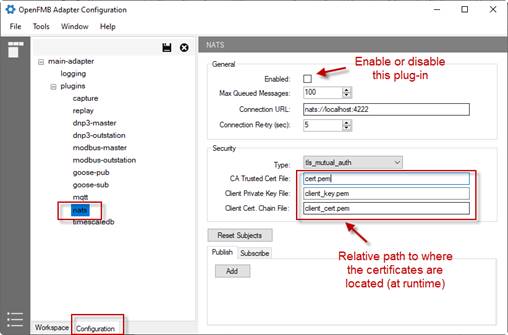 OpenFMB Adapter Configuration
File Tools Window Help
main-adapter
logging
plugins
capture
replay
dnp3-master
dnp3-outstation
modbus-master
modbus-outstation
goose-pub
goose-sub
mqtt
nats
timescaledb
Workspace Configuration
NATS
General
Enabled:
Enable or disable
this plug-in
Max Queued Messages: 100
Connection URL: nats://localhost:4222
Connection Re-try (sec): 5
Security
Type: tls_mutual_auth
CA Trusted Cert File: cert.pem
Client Private Key File: client_key.pem
Client Cert. Chain File: client_cert.pem
Reset Subjects
Relative path to where
the certificates are
located (at runtime)
Publish Subscribe
Add